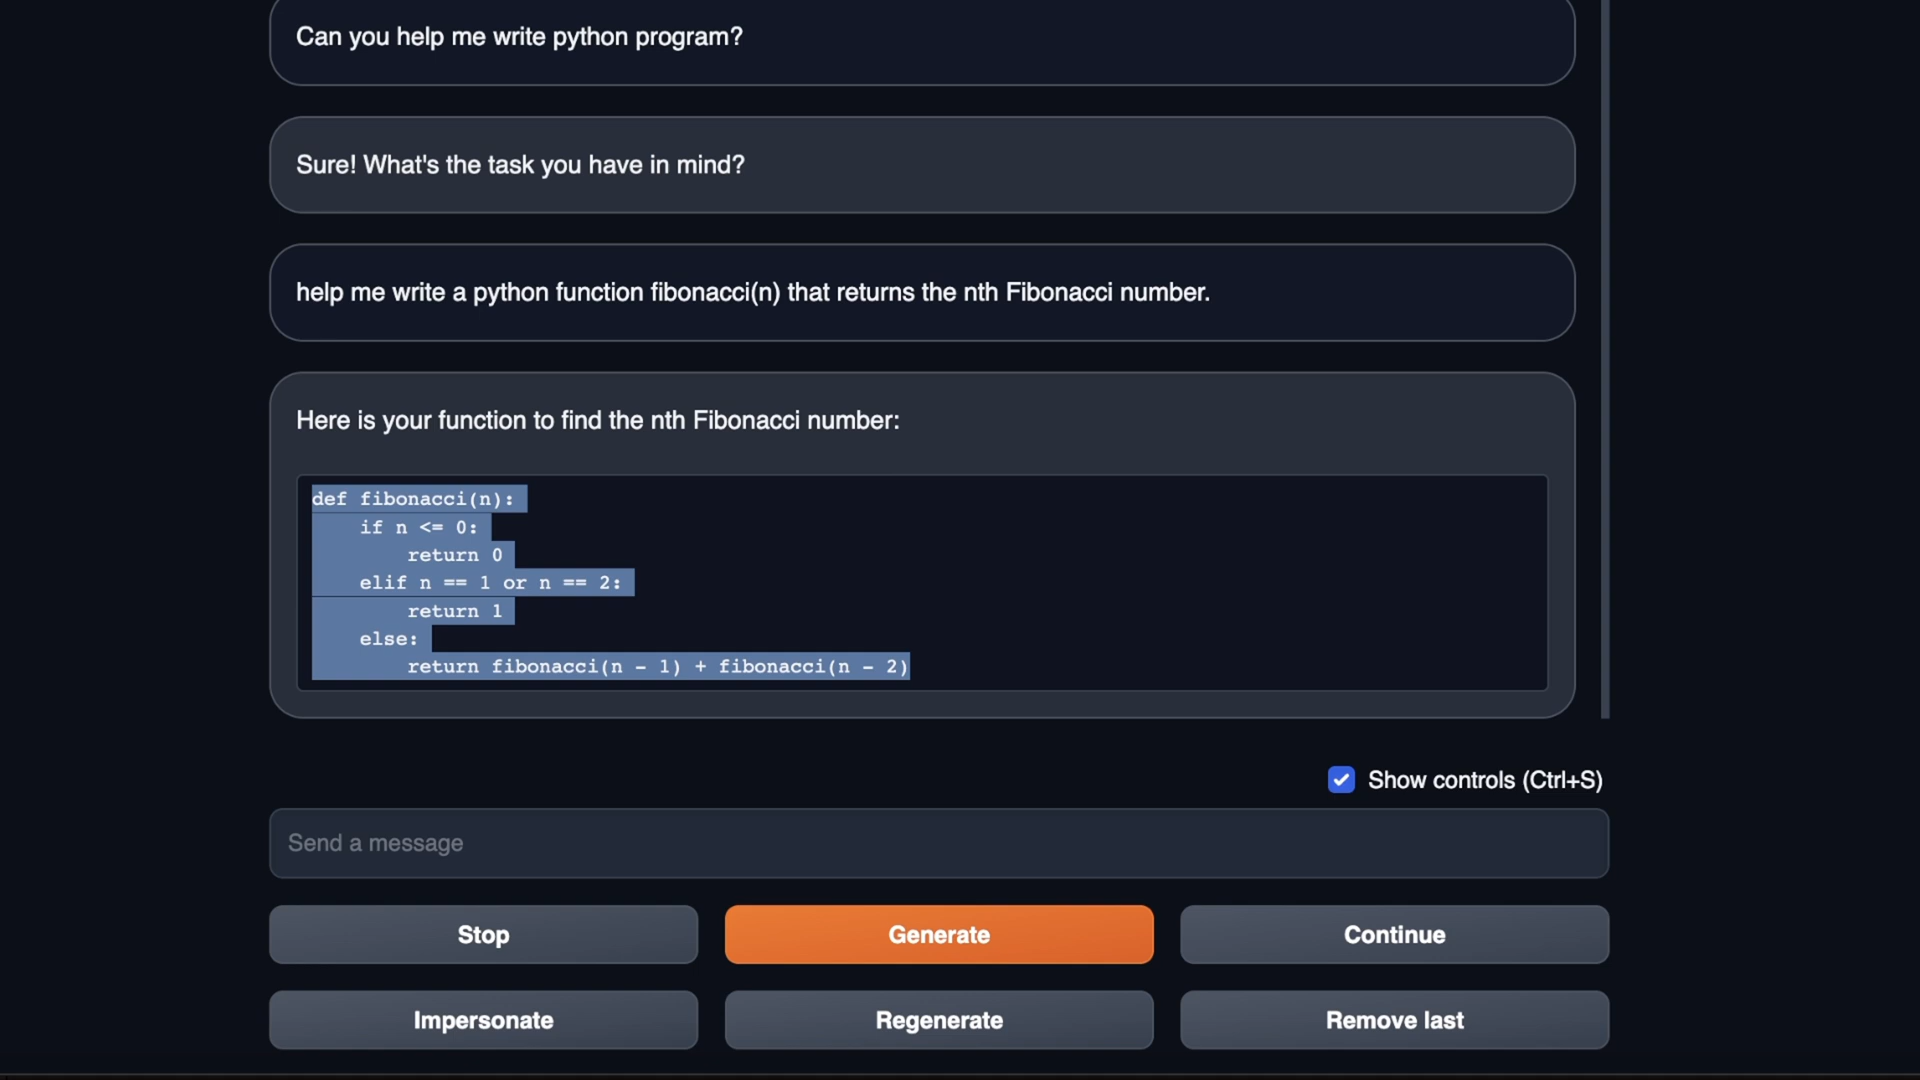 Can you help me write python program?
Sure! What's the task you have in mind?
help me write a python function fibonacci(n) that returns the nth Fibonacci number.
Here is your function to find the nth Fibonacci number:
def fibonacci(n):
    if n <= 0:
        return 0
    elif n == 1 or n == 2:
        return 1
    else:
        return fibonacci(n - 1) + fibonacci(n - 2)
Show controls (Ctrl+S)
Send a message
Stop
Generate
Continue
Impersonate
Regenerate
Remove last